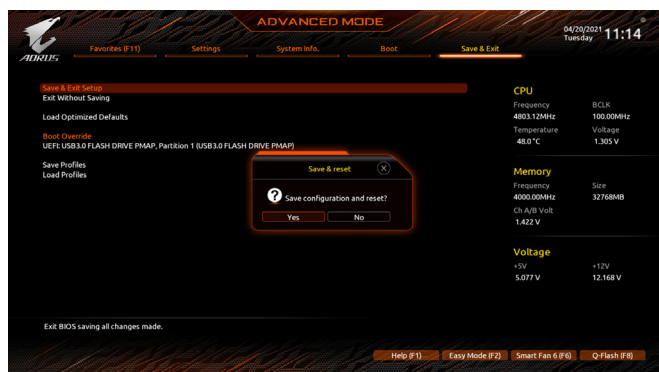 ADVANCED MODE
04/20/2021
Tuesday
11:14
AORUS
Favorites (F11) Settings System Info. Boot Save & Exit
Save & Exit Setup
Exit Without Saving
Load Optimized Defaults
Boot Override
UEFI: USB3.0 FLASH DRIVE PMAP, Partition 1 (USB3.0 FLASH DRIVE PMAP)
Save Profiles
Load Profiles
Save & reset
Save configuration and reset?
Yes No
CPU
Frequency BCLK
4803.12MHz 100.00MHz
Temperature Voltage
48.0 °C 1.305 V
Memory
Frequency Size
4000.00MHz 32768MB
Ch A/B Volt
1.422 V
Voltage
+5V +12V
5.077 V 12.168 V
Exit BIOS saving all changes made.
Help (F1) Easy Mode (F2) Smart Fan 6 (F6) Q-Flash (F8)